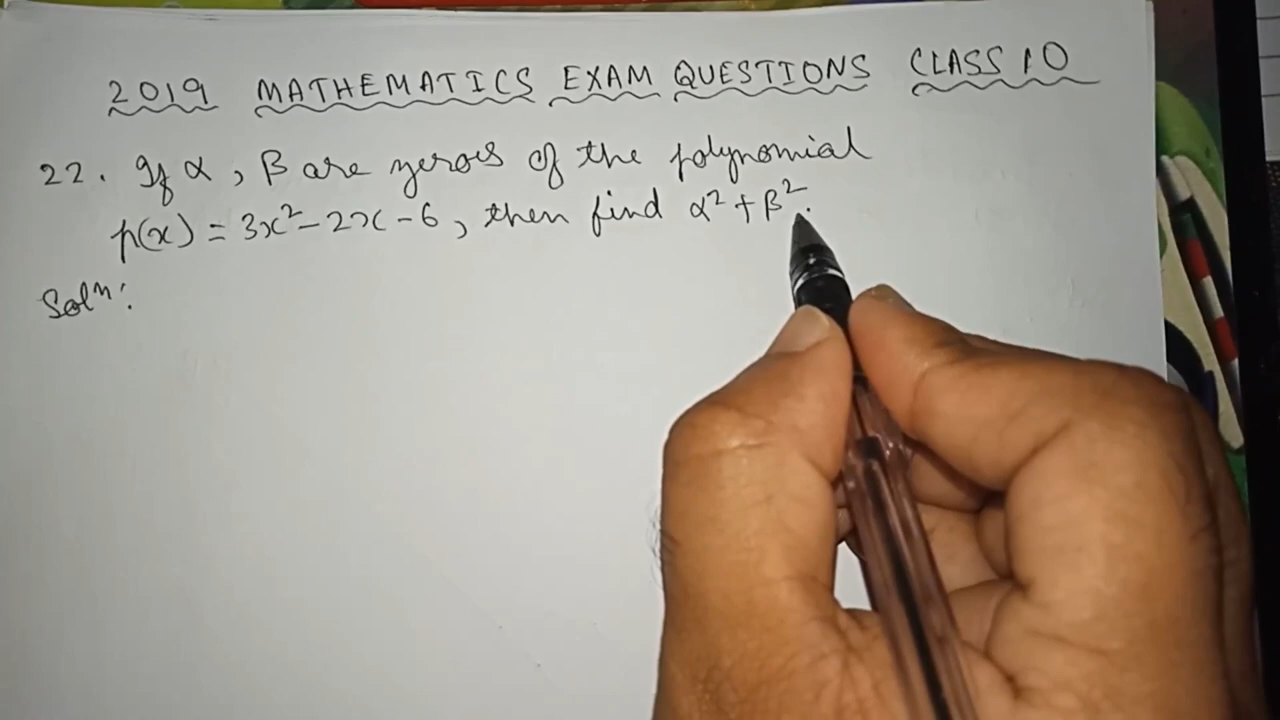 2019 MATHEMATICS EXAM QUESTIONS CLASS 10
22. If α, β are zeroes of the polynomial
p(x) = 3x² - 2x - 6, then find α² + β².
Solⁿ: